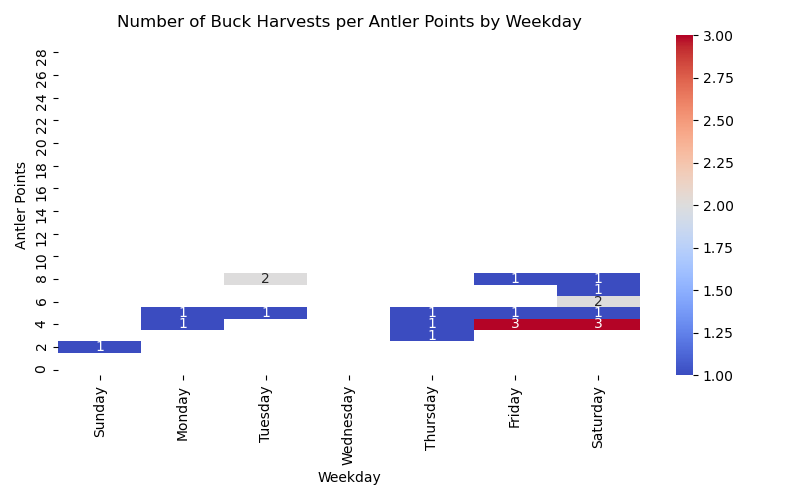 Number of Buck Harvests per Antler Points by Weekday
3.00
28
2.75
26
24
2.50
22
20
2.25
18
Antler Points
16
2.00
14
12
1.75
10
8 2 1 1
1
1.50
6 2
1 1 1 1 1
4 1 1 3 3
1.25
1
2 1
0
1.00
Sunday
Monday
Tuesday
Wednesday
Thursday
Friday
Saturday
Weekday